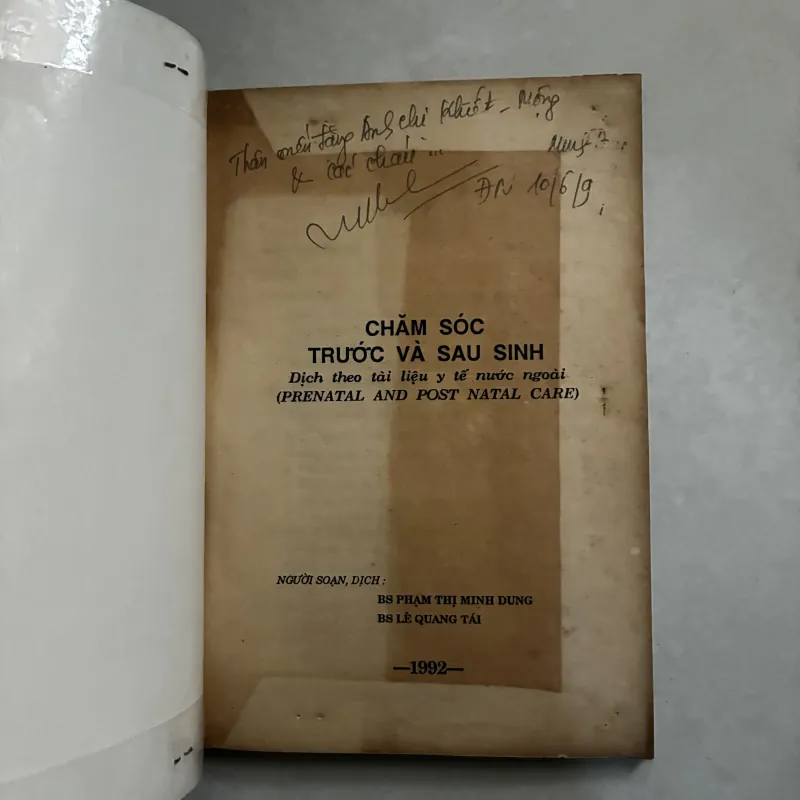 Thân mến tặng Anh chị Khiết - Mộng
& các cháu ...
ĐN 10/6/9
CHĂM SÓC
TRƯỚC VÀ SAU SINH
Dịch theo tài liệu y tế nước ngoài
(PRENATAL AND POST NATAL CARE)
NGƯỜI SOẠN, DỊCH :
BS PHẠM THỊ MINH DUNG
BS LÊ QUANG TÁI
—1992—